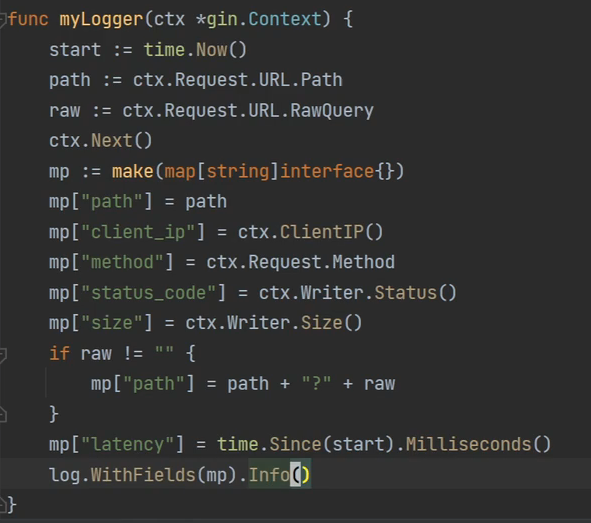 func myLogger(ctx *gin.Context) {
    start := time.Now()
    path := ctx.Request.URL.Path
    raw := ctx.Request.URL.RawQuery
    ctx.Next()
    mp := make(map[string]interface{})
    mp["path"] = path
    mp["client_ip"] = ctx.ClientIP()
    mp["method"] = ctx.Request.Method
    mp["status_code"] = ctx.Writer.Status()
    mp["size"] = ctx.Writer.Size()
    if raw != "" {
        mp["path"] = path + "?" + raw
    }
    mp["latency"] = time.Since(start).Milliseconds()
    log.WithFields(mp).Info()
}